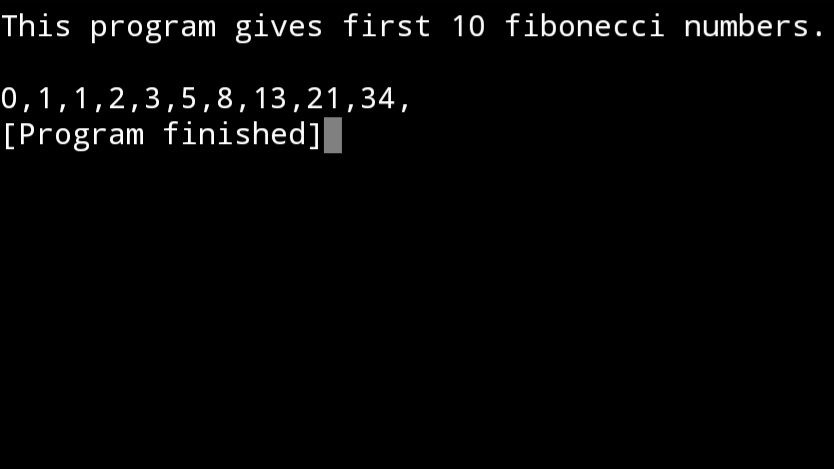 This program gives first 10 fibonecci numbers.
0,1,1,2,3,5,8,13,21,34,
[Program finished]